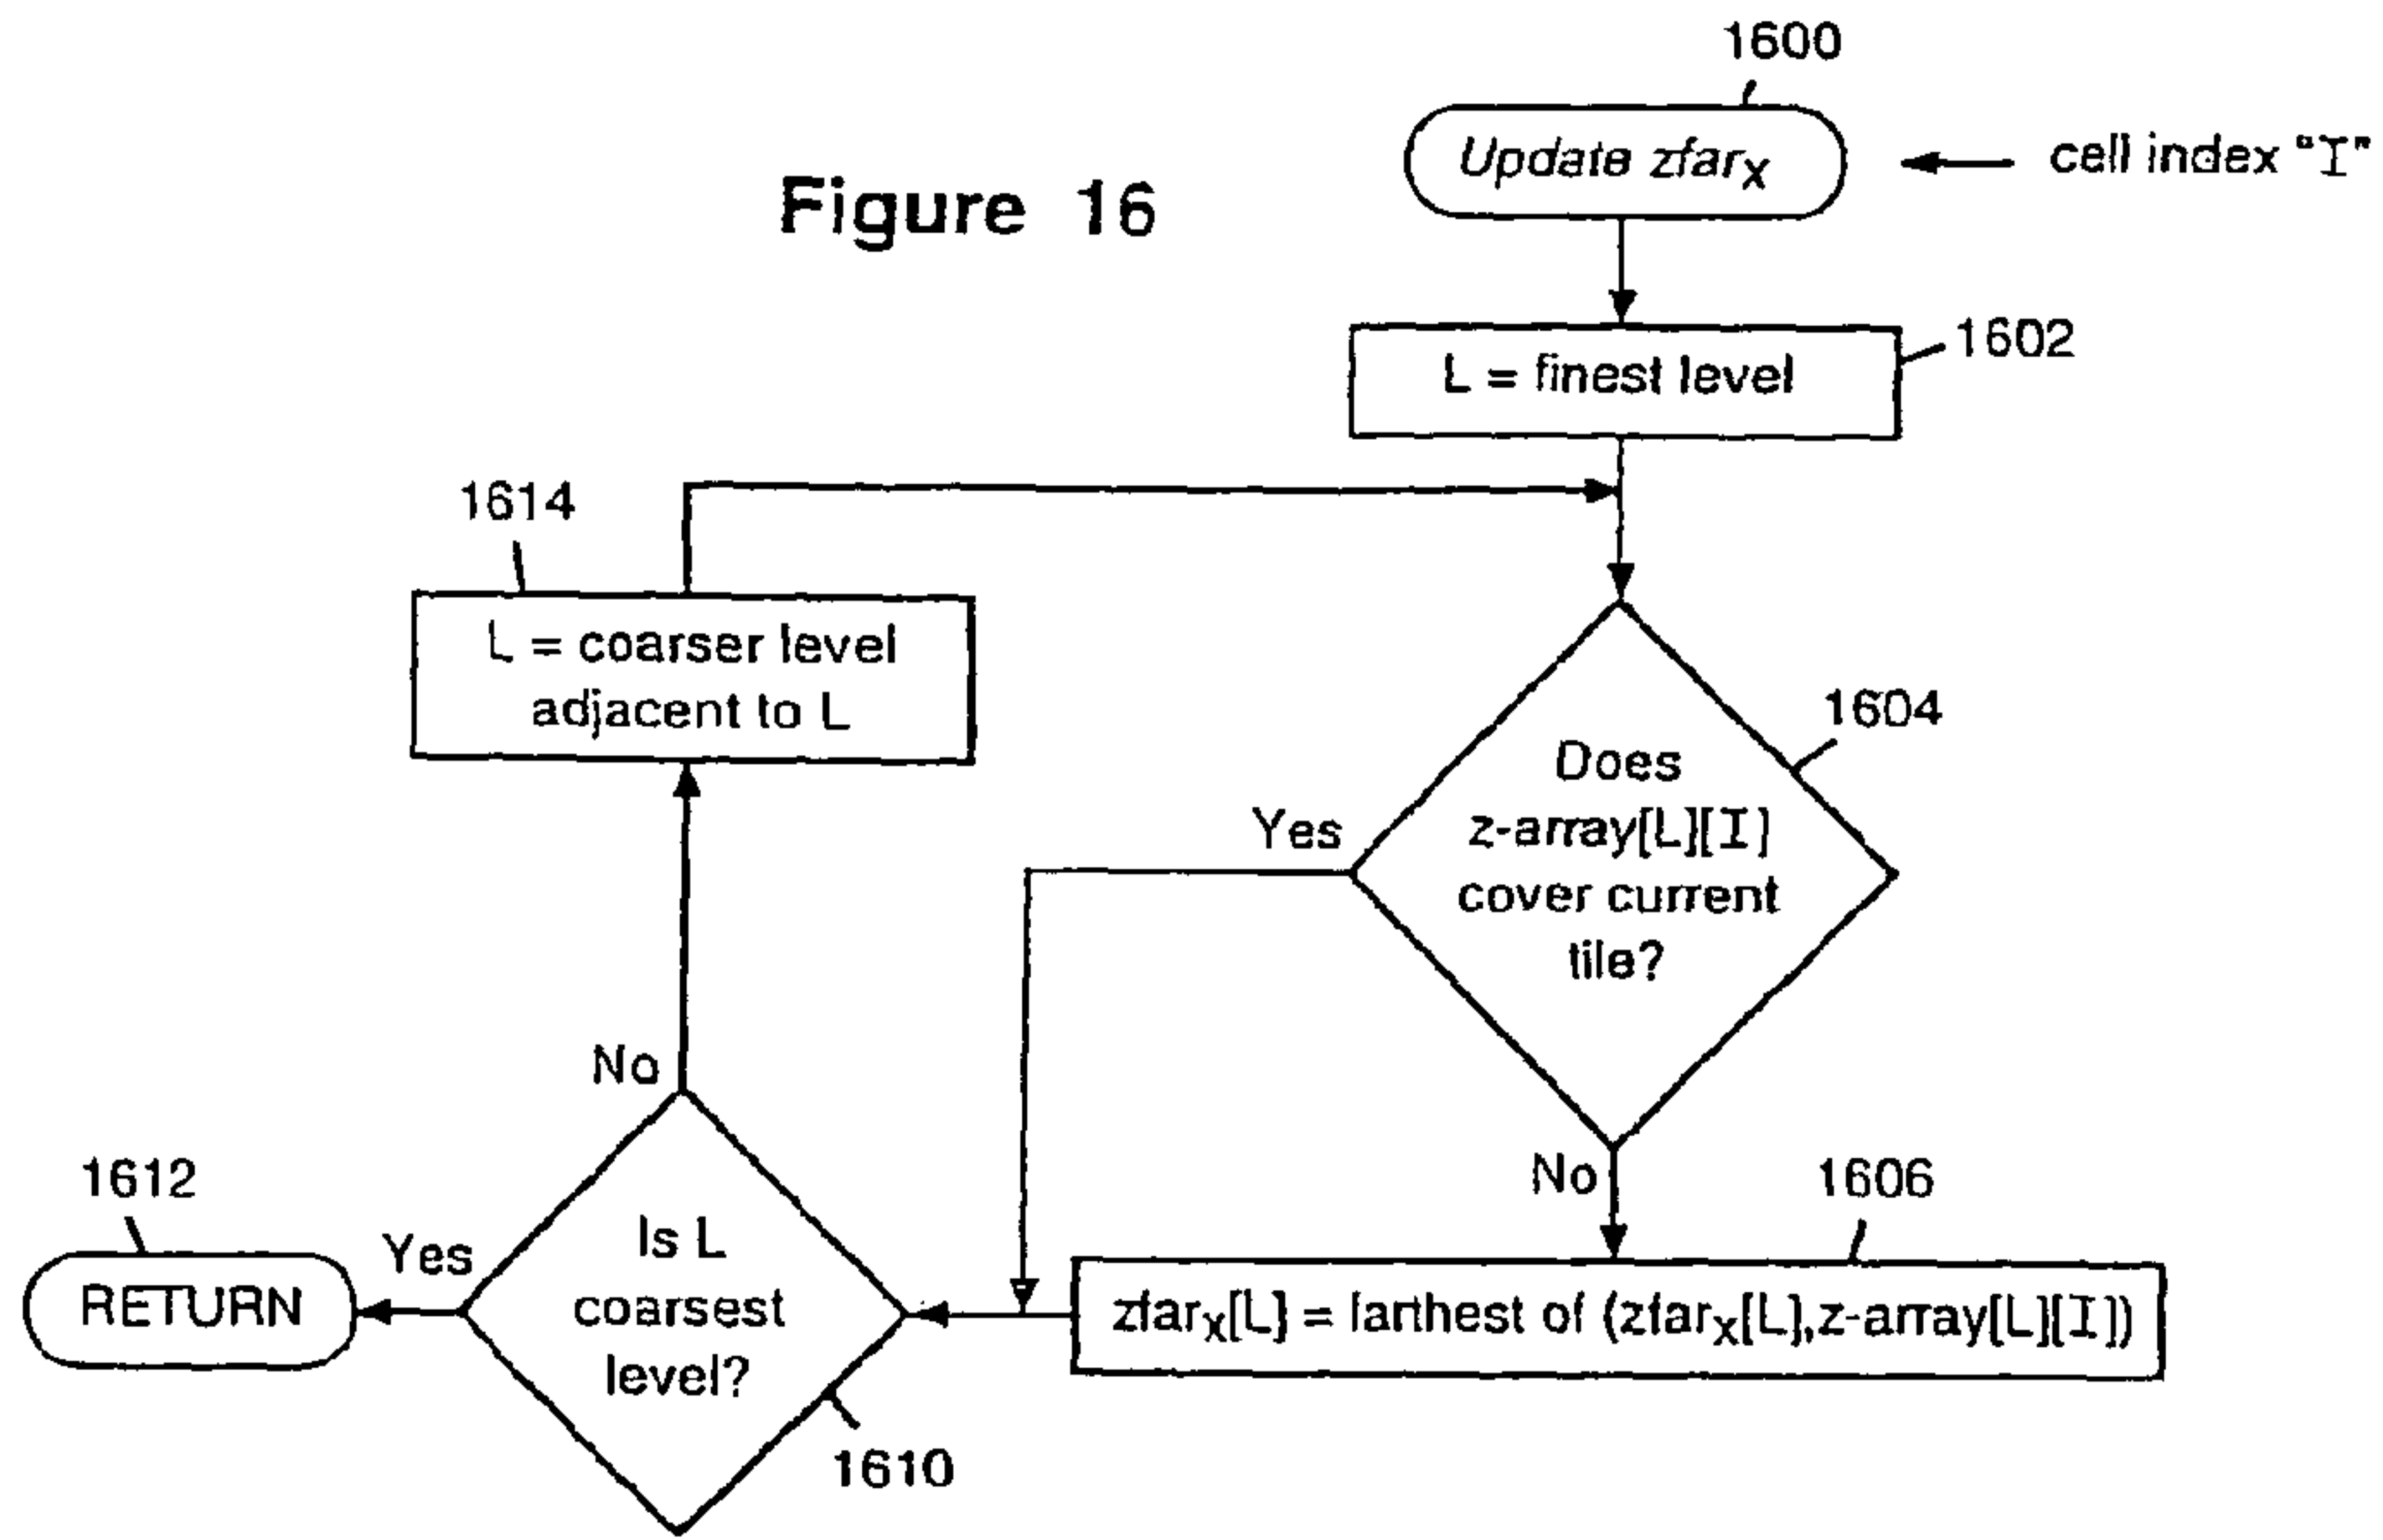 Figure 16
1600
Update zfarx
cell index "I"
1602
L = finest level
1614
L = coarser level
adjacent to L
1604
Does
z-array[L][I]
cover current
tile?
Yes
No
1606
zfarx[L] = farthest of (zfarx[L],z-array[L][I])
No
Is L
coarsest
level?
1610
Yes
1612
RETURN